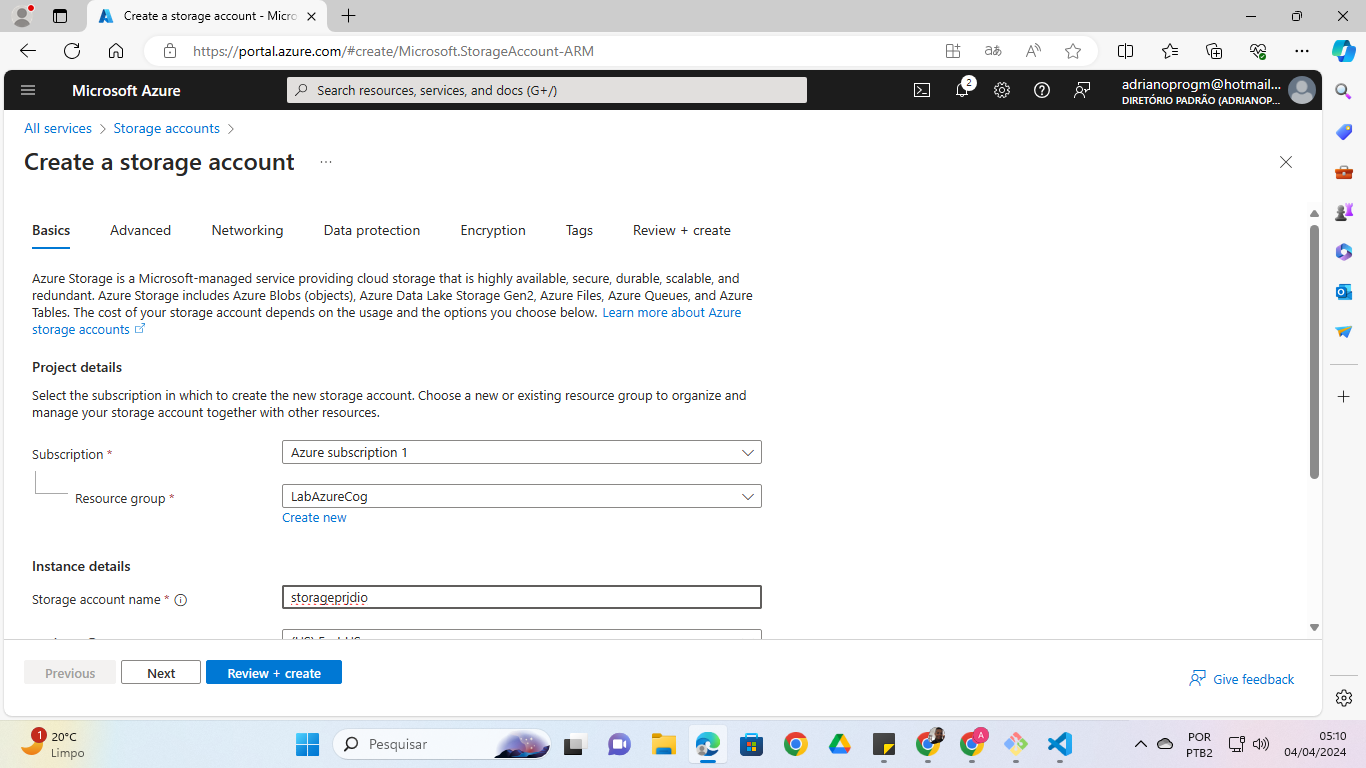 Create a storage account - Micro
https://portal.azure.com/#create/Microsoft.StorageAccount-ARM
Microsoft Azure
Search resources, services, and docs (G+/)
2
adrianoprogm@hotmail...
DIRETÓRIO PADRÃO (ADRIANOP...
All services > Storage accounts >
Create a storage account ...
Basics Advanced Networking Data protection Encryption Tags Review + create
Azure Storage is a Microsoft-managed service providing cloud storage that is highly available, secure, durable, scalable, and
redundant. Azure Storage includes Azure Blobs (objects), Azure Data Lake Storage Gen2, Azure Files, Azure Queues, and Azure
Tables. The cost of your storage account depends on the usage and the options you choose below. Learn more about Azure
storage accounts
Project details
Select the subscription in which to create the new storage account. Choose a new or existing resource group to organize and
manage your storage account together with other resources.
Subscription * Azure subscription 1
Resource group * LabAzureCog
Create new
Instance details
Storage account name * storageprjdio
Previous Next Review + create
Give feedback
1
20°C
Limpo
Pesquisar
A
POR
PTB2
05:10
04/04/2024